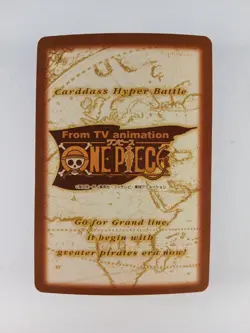 Carddass Hyper Battle
From TV animation
ワンピース
ONE PIECE
Go for Grand line,
it begin with
greater pirates era now!